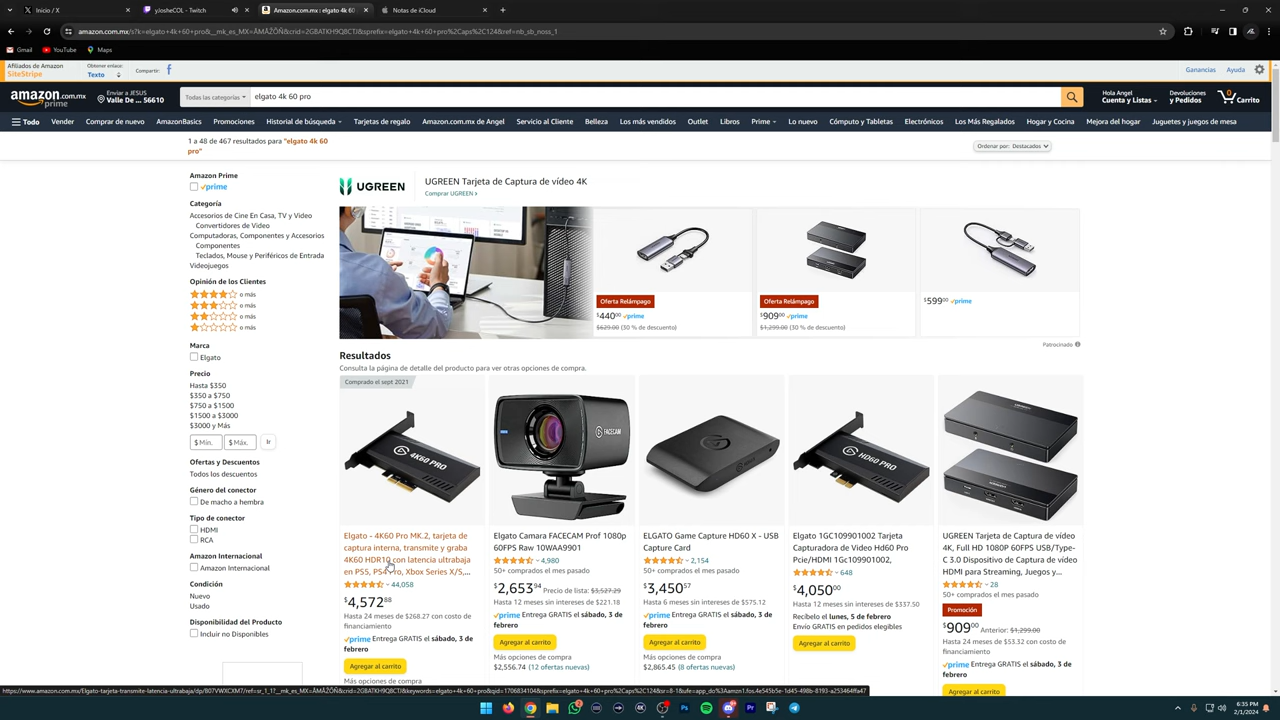 Inicio / X
yJosheCOL - Twitch
Amazon.com.mx : elgato 4k 60
Notas de iCloud
Gmail
YouTube
Maps
Afiliados de Amazon
SiteStripe
Obtener enlace:
Texto
Compartir:
Ganancias
Ayuda
amazon.com.mx
prime
Enviar a JESUS
Valle De ... 56610
Todas las categorías
elgato 4k 60 pro
Hola Angel
Cuenta y Listas
Devoluciones
y Pedidos
0
Carrito
Todo
Vender
Comprar de nuevo
AmazonBasics
Promociones
Historial de búsqueda
Tarjetas de regalo
Amazon.com.mx de Angel
Servicio al Cliente
Belleza
Los más vendidos
Outlet
Libros
Prime
Lo nuevo
Cómputo y Tabletas
Electrónicos
Los Más Regalados
Hogar y Cocina
Mejora del hogar
Juguetes y juegos de mesa
1 a 48 de 467 resultados para "elgato 4k 60
pro"
Ordenar por: Destacados
Amazon Prime
prime
Categoría
Accesorios de Cine En Casa, TV y Video
Convertidores de Video
Computadoras, Componentes y Accesorios
Componentes
Teclados, Mouse y Periféricos de Entrada
Videojuegos
Opinión de los Clientes
o más
o más
o más
o más
Marca
Elgato
Precio
Hasta $350
$350 a $750
$750 a $1500
$1500 a $3000
$3000 y Más
$ Mín.
$ Máx.
Ir
Ofertas y Descuentos
Todos los descuentos
Género del conector
De macho a hembra
Tipo de conector
HDMI
RCA
Amazon Internacional
Amazon Internacional
Condición
Nuevo
Usado
Disponibilidad del Producto
Incluir no Disponibles
UGREEN
UGREEN Tarjeta de Captura de vídeo 4K
Comprar UGREEN
Oferta Relámpago
$440.00 prime
$629.00 (30 % de descuento)
Oferta Relámpago
$909.00 prime
$1,299.00 (30 % de descuento)
$599.00 prime
Patrocinado
Resultados
Consulta la página de detalle del producto para ver otras opciones de compra.
Comprado el sept 2021
4K60 PRO
Elgato - 4K60 Pro MK.2, tarjeta de
captura interna, transmite y graba
4K60 HDR10 con latencia ultrabaja
en PS5, PS4 Pro, Xbox Series X/S,...
44,058
$4,572.88
Hasta 24 meses de $268.27 con costo de
financiamiento
prime Entrega GRATIS el sábado, 3 de
febrero
Agregar al carrito
Más opciones de compra
FACECAM
Elgato Camara FACECAM Prof 1080p
60FPS Raw 10WAA9901
4,980
50+ comprados el mes pasado
$2,653.94 Precio de lista: $3,527.29
Hasta 12 meses sin intereses de $221.18
prime Entrega GRATIS el sábado, 3 de
febrero
Agregar al carrito
Más opciones de compra
$2,556.74 (12 ofertas nuevas)
ELGATO Game Capture HD60 X - USB
Capture Card
2,154
50+ comprados el mes pasado
$3,450.57
Hasta 6 meses sin intereses de $575.12
prime Entrega GRATIS el sábado, 3 de
febrero
Agregar al carrito
Más opciones de compra
$2,865.45 (8 ofertas nuevas)
HD60 PRO
Elgato 1GC109901002 Tarjeta
Capturadora de Video Hd60 Pro
Pcie/HDMI 1Gc109901002,
648
$4,050.00
Hasta 12 meses sin intereses de $337.50
Recíbelo el lunes, 5 de febrero
Envío GRATIS en pedidos elegibles
Agregar al carrito
UGREEN Tarjeta de Captura de video
4K, Full HD 1080P 60FPS USB/Type-
C 3.0 Dispositivo de Captura de video
HDMI para Streaming, Juegos y...
28
50+ comprados el mes pasado
Promoción
$909.00 Anterior: $1,299.00
Hasta 24 meses de $53.32 con costo de
financiamiento
prime Entrega GRATIS el sábado, 3 de
febrero
Agregar al carrito
6:35 PM
2/1/2024